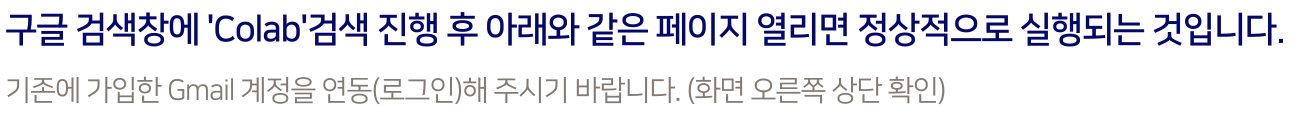 구글 검색창에 'Colab'검색 진행 후 아래와 같은 페이지 열리면 정상적으로 실행되는 것입니다.
기존에 가입한 Gmail 계정을 연동(로그인)해 주시기 바랍니다. (화면 오른쪽 상단 확인)